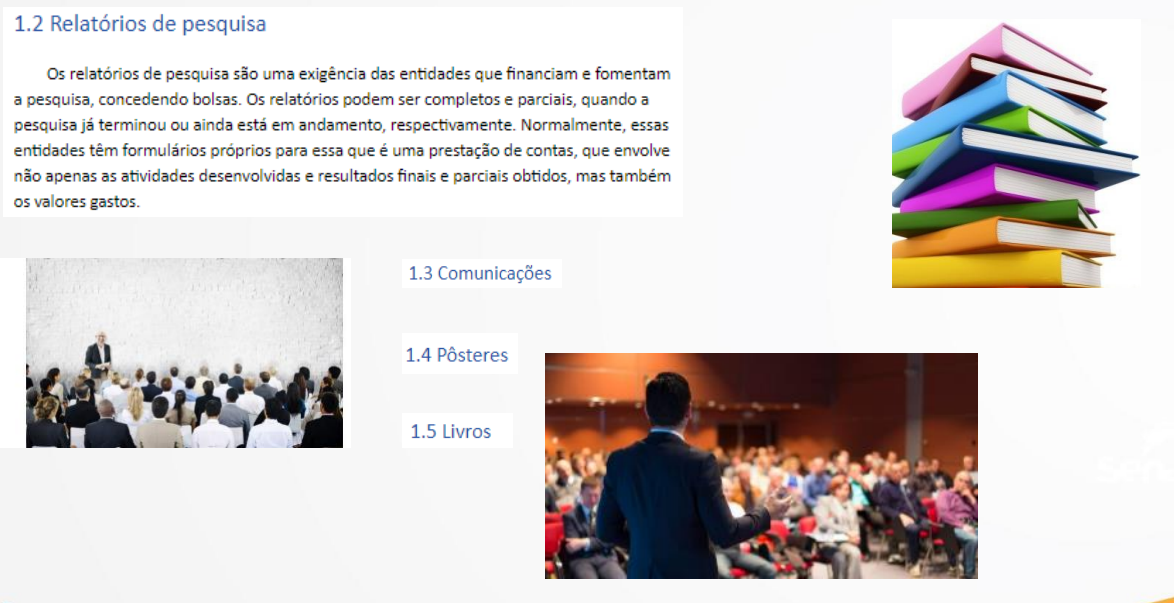 1.2 Relatórios de pesquisa
Os relatórios de pesquisa são uma exigência das entidades que financiam e fomentam
a pesquisa, concedendo bolsas. Os relatórios podem ser completos e parciais, quando a
pesquisa já terminou ou ainda está em andamento, respectivamente. Normalmente, essas
entidades têm formulários próprios para essa que é uma prestação de contas, que envolve
não apenas as atividades desenvolvidas e resultados finais e parciais obtidos, mas também
os valores gastos.
1.3 Comunicações
1.4 Pôsteres
1.5 Livros